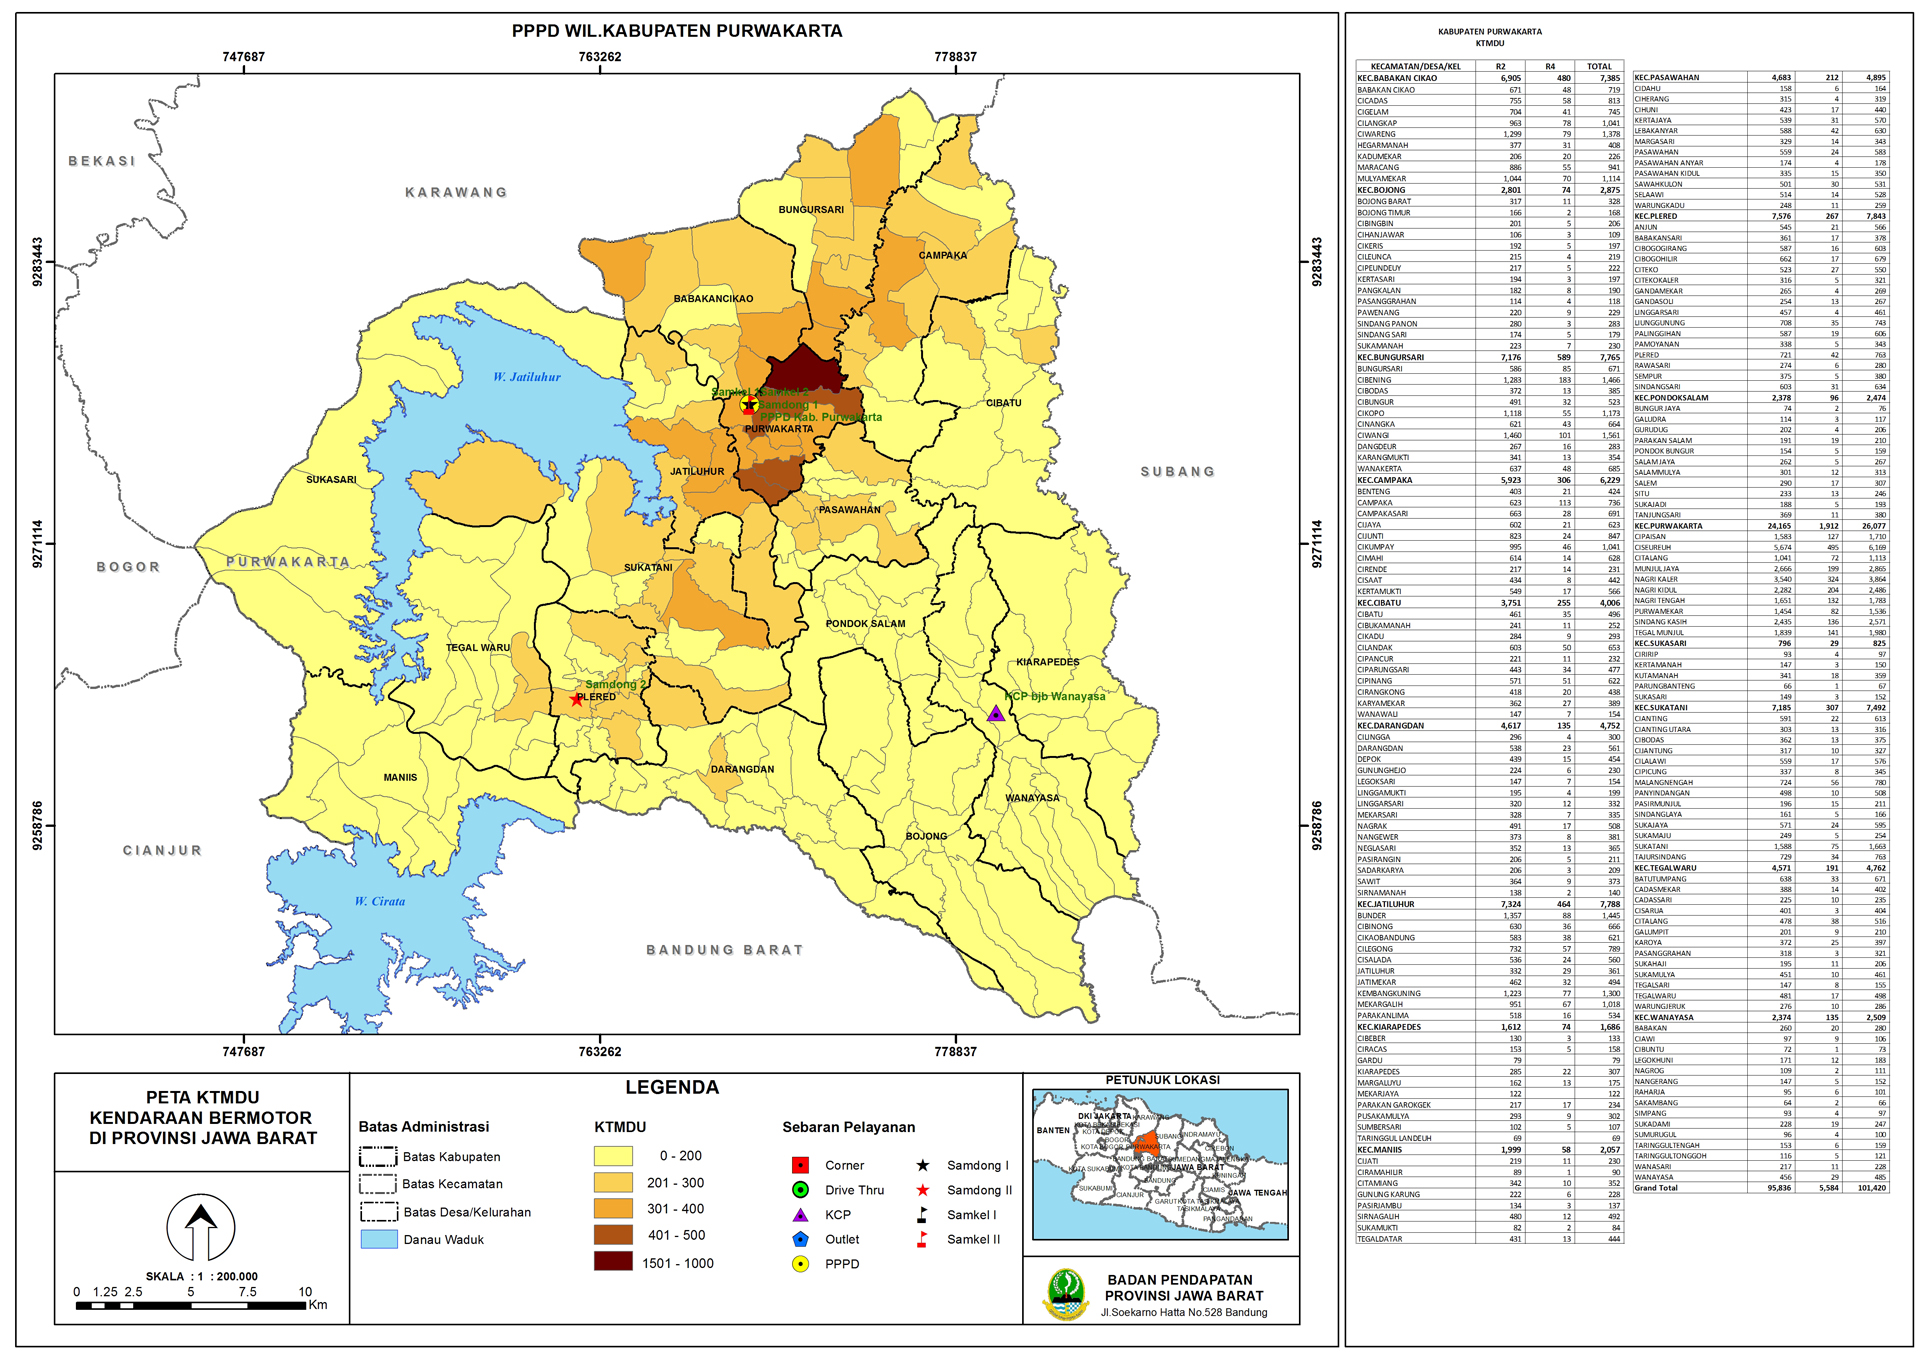 PPPD WIL.KABUPATEN PURWAKARTA
747687
763262
778837
9283443
9271114
9258786
9283443
9271114
9258786
BEKASI
KARAWANG
BUNGURSARI
CAMPAKA
BABAKANCIKAO
W. Jatiluhur
Samdong 1
PPPD Kab. Purwakarta
PURWAKARTA
CIBATU
SUBANG
JATILUHUR
SUKASARI
PASAWAHAN
BOGOR
PURWAKARTA
SUKATANI
PONDOK SALAM
TEGAL WARU
KIARAPEDES
Samdong 2
PLERED
KCP bjb Wanayasa
MANIIS
DARANGDAN
WANAYASA
BOJONG
CIANJUR
W. Cirata
BANDUNG BARAT
747687
763262
778837
PETA KTMDU
KENDARAAN BERMOTOR
DI PROVINSI JAWA BARAT
SKALA : 1 : 200.000
0 1.25 2.5 5 7.5 10
Km
LEGENDA
Batas Administrasi
Batas Kabupaten
Batas Kecamatan
Batas Desa/Kelurahan
Danau Waduk
KTMDU
0 - 200
201 - 300
301 - 400
401 - 500
1501 - 1000
Sebaran Pelayanan
Corner
Drive Thru
KCP
Outlet
PPPD
Samdong I
Samdong II
Samkel I
Samkel II
PETUNJUK LOKASI
DKI JAKARTA
BANTEN
JAWA BARAT
JAWA TENGAH
BADAN PENDAPATAN
PROVINSI JAWA BARAT
Jl.Soekarno Hatta No.528 Bandung
KABUPATEN PURWAKARTA
KTMDU
KECAMATAN/DESA/KEL R2 R4 TOTAL
KEC.BABAKAN CIKAO 6,905 480 7,385
BABAKAN CIKAO 671 48 719
CICADAS 755 58 813
CIGELAM 704 41 745
CILANGKAP 963 78 1,041
CIWARENG 1,299 79 1,378
HEGARMANAH 377 31 408
KADUMEKAR 206 20 226
MARACANG 886 55 941
MULYAMEKAR 1,044 70 1,114
KEC.BOJONG 2,801 74 2,875
BOJONG BARAT 317 11 328
BOJONG TIMUR 166 2 168
CIBINGBIN 201 5 206
CIHANJAWAR 106 3 109
CIKERIS 192 5 197
CILEUNCA 215 4 219
CIPEUNDEUY 217 5 222
KERTASARI 194 3 197
PANGKALAN 182 8 190
PASANGGRAHAN 114 4 118
PAWENANG 220 9 229
SINDANG PANON 280 3 283
SINDANG SARI 174 5 179
SUKAMANAH 223 7 230
KEC.BUNGURSARI 7,176 589 7,765
BUNGURSARI 586 85 671
CIBENING 1,283 183 1,466
CIBODAS 372 13 385
CIBUNGUR 491 32 523
CIKOPO 1,118 55 1,173
CINANGKA 621 43 664
CIWANGI 1,460 101 1,561
DANGDEUR 267 16 283
KARANGMUKTI 341 13 354
WANAKERTA 637 48 685
KEC.CAMPAKA 5,923 306 6,229
BENTENG 403 21 424
CAMPAKA 623 113 736
CAMPAKASARI 663 28 691
CIJAYA 602 21 623
CIJUNTI 823 24 847
CIKUMPAY 995 46 1,041
CIMAHI 614 14 628
CIRENDE 217 14 231
CISAAT 434 8 442
KERTAMUKTI 549 17 566
KEC.CIBATU 3,751 255 4,006
CIBATU 461 35 496
CIBUKAMANAH 241 11 252
CIKADU 284 9 293
CILANDAK 603 50 653
CIPANCUR 221 11 232
CIPARUNGSARI 443 34 477
CIPINANG 571 51 622
CIRANGKONG 418 20 438
KARYAMEKAR 362 27 389
WANAWALI 147 7 154
KEC.DARANGDAN 4,617 135 4,752
CILINGGA 296 4 300
DARANGDAN 538 23 561
DEPOK 439 15 454
GUNUNGHEJO 224 6 230
LEGOKSARI 147 7 154
LINGGAMUKTI 195 4 199
LINGGARSARI 320 12 332
MEKARSARI 328 7 335
NAGRAK 491 17 508
NANGEWER 373 8 381
NEGLASARI 352 13 365
PASIRANGIN 206 5 211
SADARKARYA 206 3 209
SAWIT 364 9 373
SIRNAMANAH 138 2 140
KEC.JATILUHUR 7,324 464 7,788
BUNDER 1,357 88 1,445
CIBINONG 630 36 666
CIKAOBANDUNG 583 38 621
CILEGONG 732 57 789
CISALADA 536 24 560
JATILUHUR 332 29 361
JATIMEKAR 462 32 494
KEMBANGKUNING 1,223 77 1,300
MEKARGALIH 951 67 1,018
PARAKANLIMA 518 16 534
KEC.KIARAPEDES 1,612 74 1,686
CIBEBER 130 3 133
CIRACAS 153 5 158
GARDU 79 79
KIARAPEDES 285 22 307
MARGALUYU 162 13 175
MEKARJAYA 122 122
PARAKAN GAROKGEK 217 17 234
PUSAKAMULYA 293 9 302
SUMBERSARI 102 5 107
TARINGGUL LANDEUH 69 69
KEC.MANIIS 1,999 58 2,057
CIJATI 219 11 230
CIRAMAHILIR 89 1 90
CITAMIANG 342 10 352
GUNUNG KARUNG 222 6 228
PASIRJAMBU 134 3 137
SIRNAGALIH 480 12 492
SUKAMUKTI 82 2 84
TEGALDATAR 431 13 444
KEC.PASAWAHAN 4,683 212 4,895
CIDAHU 158 6 164
CIHERANG 315 4 319
CIHUNI 423 17 440
KERTAJAYA 539 31 570
LEBAKANYAR 588 42 630
MARGASARI 329 14 343
PASAWAHAN 559 24 583
PASAWAHAN ANYAR 174 4 178
PASAWAHAN KIDUL 335 15 350
SAWAHKULON 501 30 531
SELAAWI 514 14 528
WARUNGKADU 248 11 259
KEC.PLERED 7,576 267 7,843
ANJUN 545 21 566
BABAKANSARI 361 17 378
CIBOGOGIRANG 587 16 603
CIBOGOHILIR 662 17 679
CITEKO 523 27 550
CITEKOKALER 316 5 321
GANDAMEKAR 265 4 269
GANDASOLI 254 13 267
LINGGARSARI 457 4 461
LIUNGGUNUNG 708 35 743
PALINGGIHAN 587 19 606
PAMOYANAN 338 5 343
PLERED 721 42 763
RAWASARI 274 6 280
SEMPUR 375 5 380
SINDANGSARI 603 31 634
KEC.PONDOKSALAM 2,378 96 2,474
BUNGURJAYA 74 2 76
GALUDRA 114 3 117
GURUDUG 202 4 206
PARAKAN SALAM 191 19 210
PONDOK BUNGUR 154 5 159
SALAM JAYA 262 5 267
SALAMMULYA 301 12 313
SALEM 290 17 307
SITU 233 13 246
SUKAJADI 188 5 193
TANJUNGSARI 369 11 380
KEC.PURWAKARTA 24,165 1,912 26,077
CIPAISAN 1,583 127 1,710
CISEUREUH 5,674 495 6,169
CITALANG 1,041 72 1,113
MUNJULJAYA 2,666 199 2,865
NAGRI KALER 3,540 324 3,864
NAGRI KIDUL 2,282 204 2,486
NAGRI TENGAH 1,651 132 1,783
PURWAMEKAR 1,454 82 1,536
SINDANG KASIH 2,435 136 2,571
TEGAL MUNJUL 1,839 141 1,980
KEC.SUKASARI 796 29 825
CIRIRIP 93 4 97
KERTAMANAH 147 3 150
KUTAMANAH 341 18 359
PARUNGBANTENG 66 1 67
SUKASARI 149 3 152
KEC.SUKATANI 7,185 307 7,492
CIANTING 591 22 613
CIANTING UTARA 303 13 316
CIBODAS 362 13 375
CIJANTUNG 317 10 327
CILALAWI 559 17 576
CIPICUNG 337 8 345
MALANGNENGAH 724 56 780
PANYINDANGAN 498 10 508
PASIRMUNJUL 196 15 211
SINDANGLAYA 161 5 166
SUKAJAYA 571 24 595
SUKAMAJU 249 5 254
SUKATANI 1,588 75 1,663
TAJURSINDANG 729 34 763
KEC.TEGALWARU 4,571 191 4,762
BATUTUMPANG 638 33 671
CADASMEKAR 388 14 402
CADASSARI 225 10 235
CISARUA 401 3 404
CITALANG 478 38 516
GALUMPIT 201 9 210
KAROYA 372 25 397
PASANGGRAHAN 318 3 321
SUKAHAJI 195 11 206
SUKAMULYA 451 10 461
TEGALSARI 147 8 155
TEGALWARU 481 17 498
WARUNGJERUK 276 10 286
KEC.WANAYASA 2,374 135 2,509
BABAKAN 260 20 280
CIAWI 97 9 106
CIBUNTU 72 1 73
LEGOKHUNI 171 12 183
NAGROG 109 2 111
NANGERANG 147 5 152
RAHARJA 95 6 101
SAKAMBANG 64 2 66
SIMPANG 93 4 97
SUKADAMI 228 19 247
SUMURUGUL 96 4 100
TARINGGULTENGAH 153 6 159
TARINGGULTONGGOH 116 5 121
WANASARI 217 11 228
WANAYASA 456 29 485
Grand Total 95,836 5,584 101,420